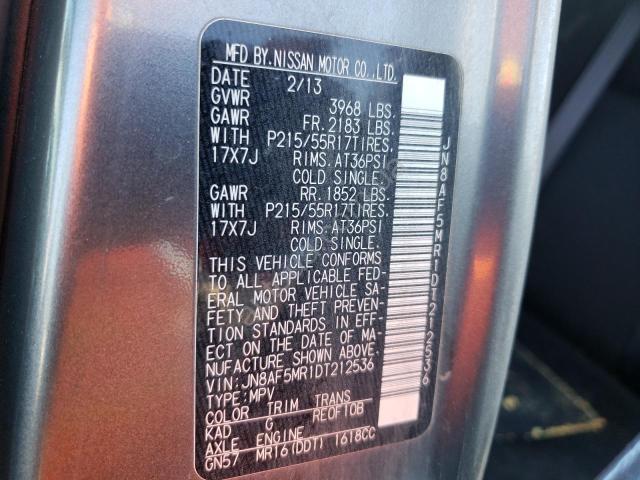 MFD BY. NISSAN MOTOR CO., LTD.
DATE 2/13
GVWR 3968 LBS.
GAWR FR. 2183 LBS.
WITH P215/55R17TIRES.
17X7J RIMS. AT36PSI
COLD SINGLE.
GAWR RR. 1852 LBS.
WITH P215/55R17TIRES.
17X7J RIMS. AT36PSI
COLD SINGLE.
THIS VEHICLE CONFORMS
TO ALL APPLICABLE FED-
ERAL MOTOR VEHICLE SA-
FETY AND THEFT PREVEN-
TION STANDARDS IN EFF-
ECT ON THE DATE OF MA-
NUFACTURE SHOWN ABOVE.
VIN: JN8AF5MR1DT212536
TYPE: MPV
COLOR TRIM TRANS
KAD G RE0F10B
AXLE ENGINE
GN57 MR16(DDT) 1618CC
JN8AF5MR1DT212536